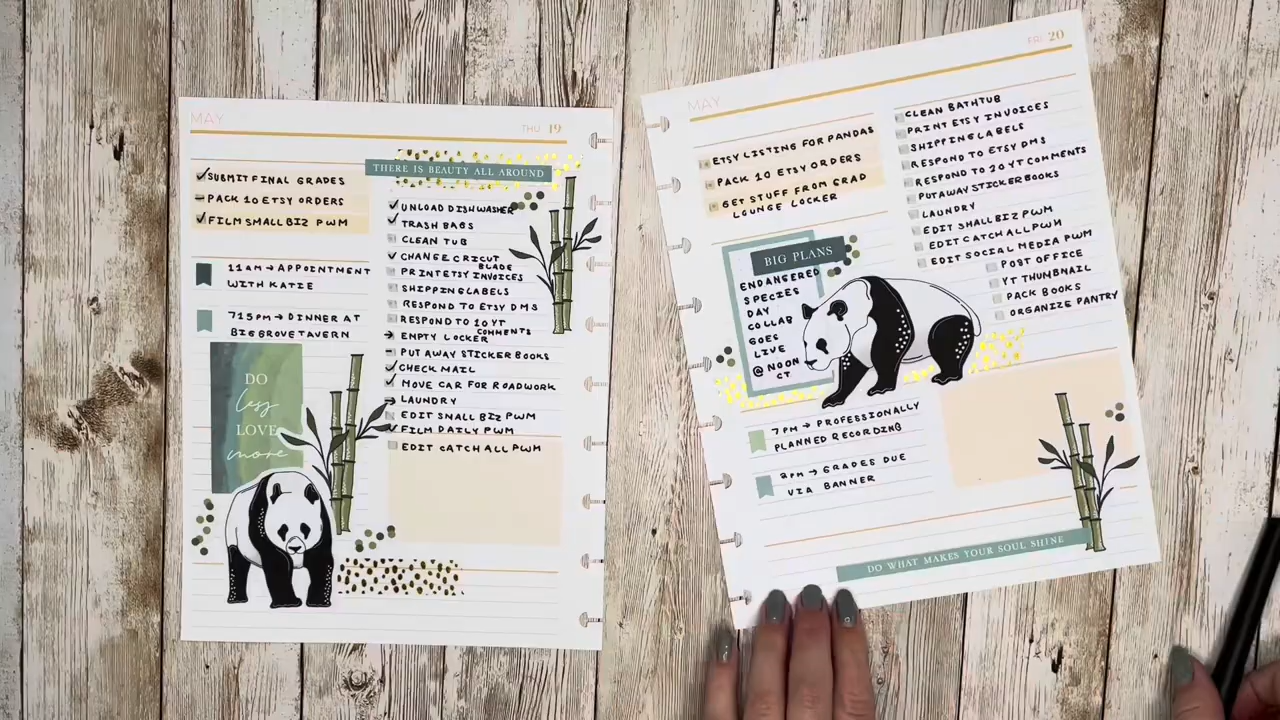 MAY
THU 19
THERE IS BEAUTY ALL AROUND
SUBMIT FINAL GRADES
PACK 10 ETSY ORDERS
FILM SMALL BIZ PWM
11AM → APPOINTMENT
WITH KATIE
715PM → DINNER AT
BIG GROVE TAVERN
DO
less
LOVE
more
UNLOAD DISHWASHER
TRASH BAGS
CLEAN TUB
CHANGE CRICUT
BLADE
PRINT ETSY INVOICES
SHIPPING LABELS
RESPOND TO ETSY DMS
RESPOND TO 10 YT
COMMENTS
EMPTY LOCKER
PUT AWAY STICKER BOOKS
CHECK MAIL
MOVE CAR FOR ROADWORK
LAUNDRY
EDIT SMALL BIZ PWM
FILM DAILY PWM
EDIT CATCH ALL PWM
MAY
FRI 20
ETSY LISTING FOR PANDAS
PACK 10 ETSY ORDERS
GET STUFF FROM GRAD
LOUNGE LOCKER
BIG PLANS
ENDANGERED
SPECIES
DAY
COLLAB
GOES
LIVE
@ NOON
CT
7PM → PROFESSIONALLY
PLANNED RECORDING
→ GRADES DUE
VIA BANNER
CLEAN BATHTUB
PRINT ETSY INVOICES
SHIPPING LABELS
RESPOND TO ETSY DMS
RESPOND TO 20 YT COMMENTS
PUT AWAY STICKER BOOKS
LAUNDRY
EDIT SMALL BIZ PWM
EDIT CATCH ALL PWM
EDIT SOCIAL MEDIA PWM
POST OFFICE
YT THUMBNAIL
PACK BOOKS
ORGANIZE PANTRY
DO WHAT MAKES YOUR SOUL SHINE